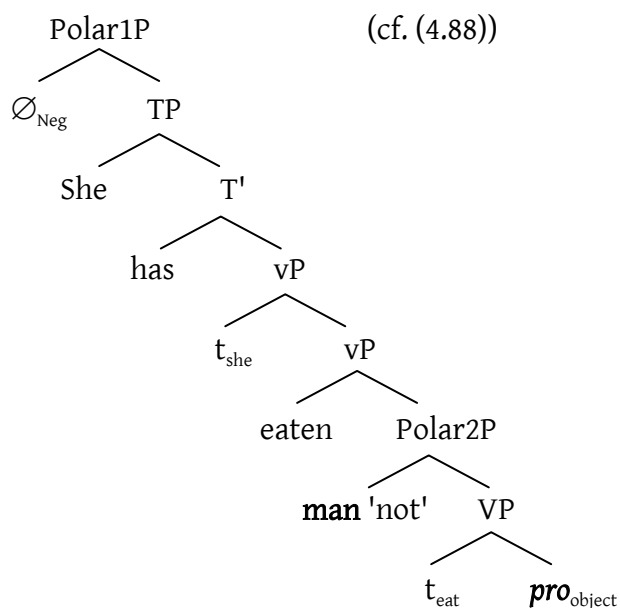 Polar1P (cf. (4.88))
∅Neg TP
She T'
has vP
tshe vP
eaten Polar2P
man 'not' VP
teat proobject